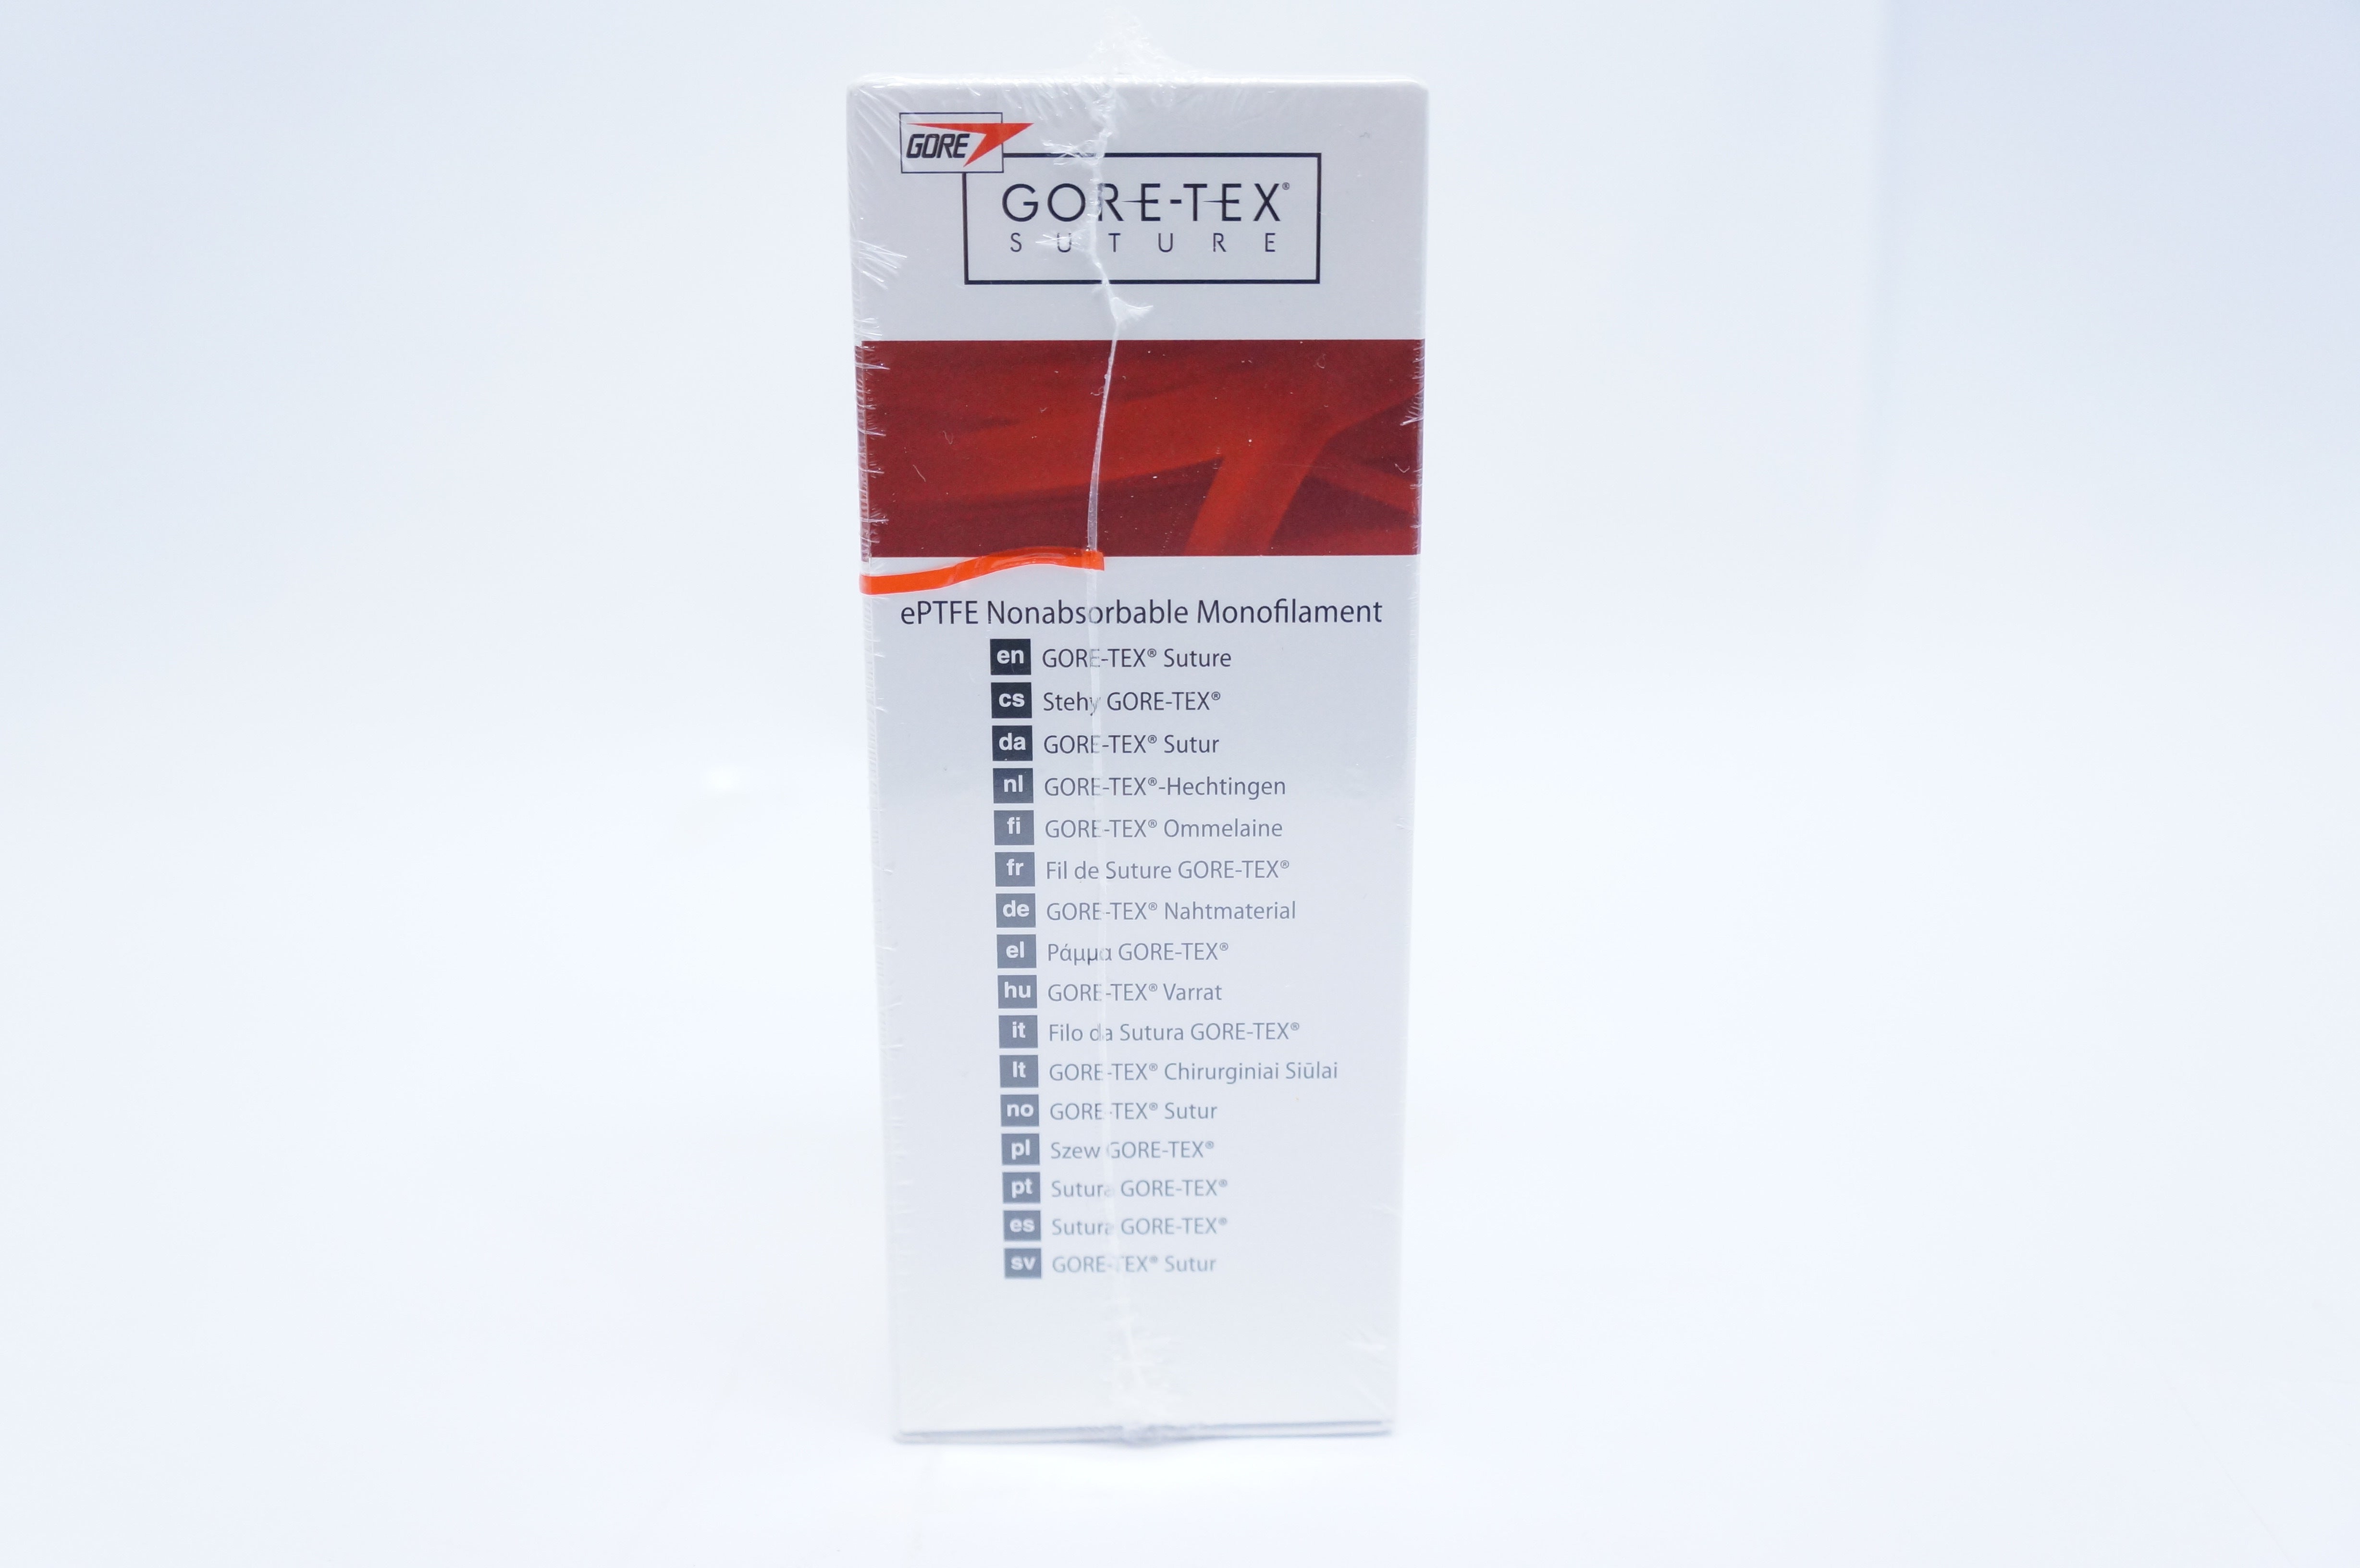 GORE
GORE-TEX®
SUTURE
ePTFE Nonabsorbable Monofilament
en GORE-TEX® Suture
cs Stehy GORE-TEX®
da GORE-TEX® Sutur
nl GORE-TEX®-Hechtingen
fi GORE-TEX® Ommelaine
fr Fil de Suture GORE-TEX®
de GORE-TEX® Nahtmaterial
el Ράμμα GORE-TEX®
hu GORE-TEX® Varrat
it Filo da Sutura GORE-TEX®
lt GORE-TEX® Chirurginiai Siūlai
no GORE-TEX® Sutur
pl Szew GORE-TEX®
pt Sutura GORE-TEX®
es Sutura GORE-TEX®
sv GORE-TEX® Sutur